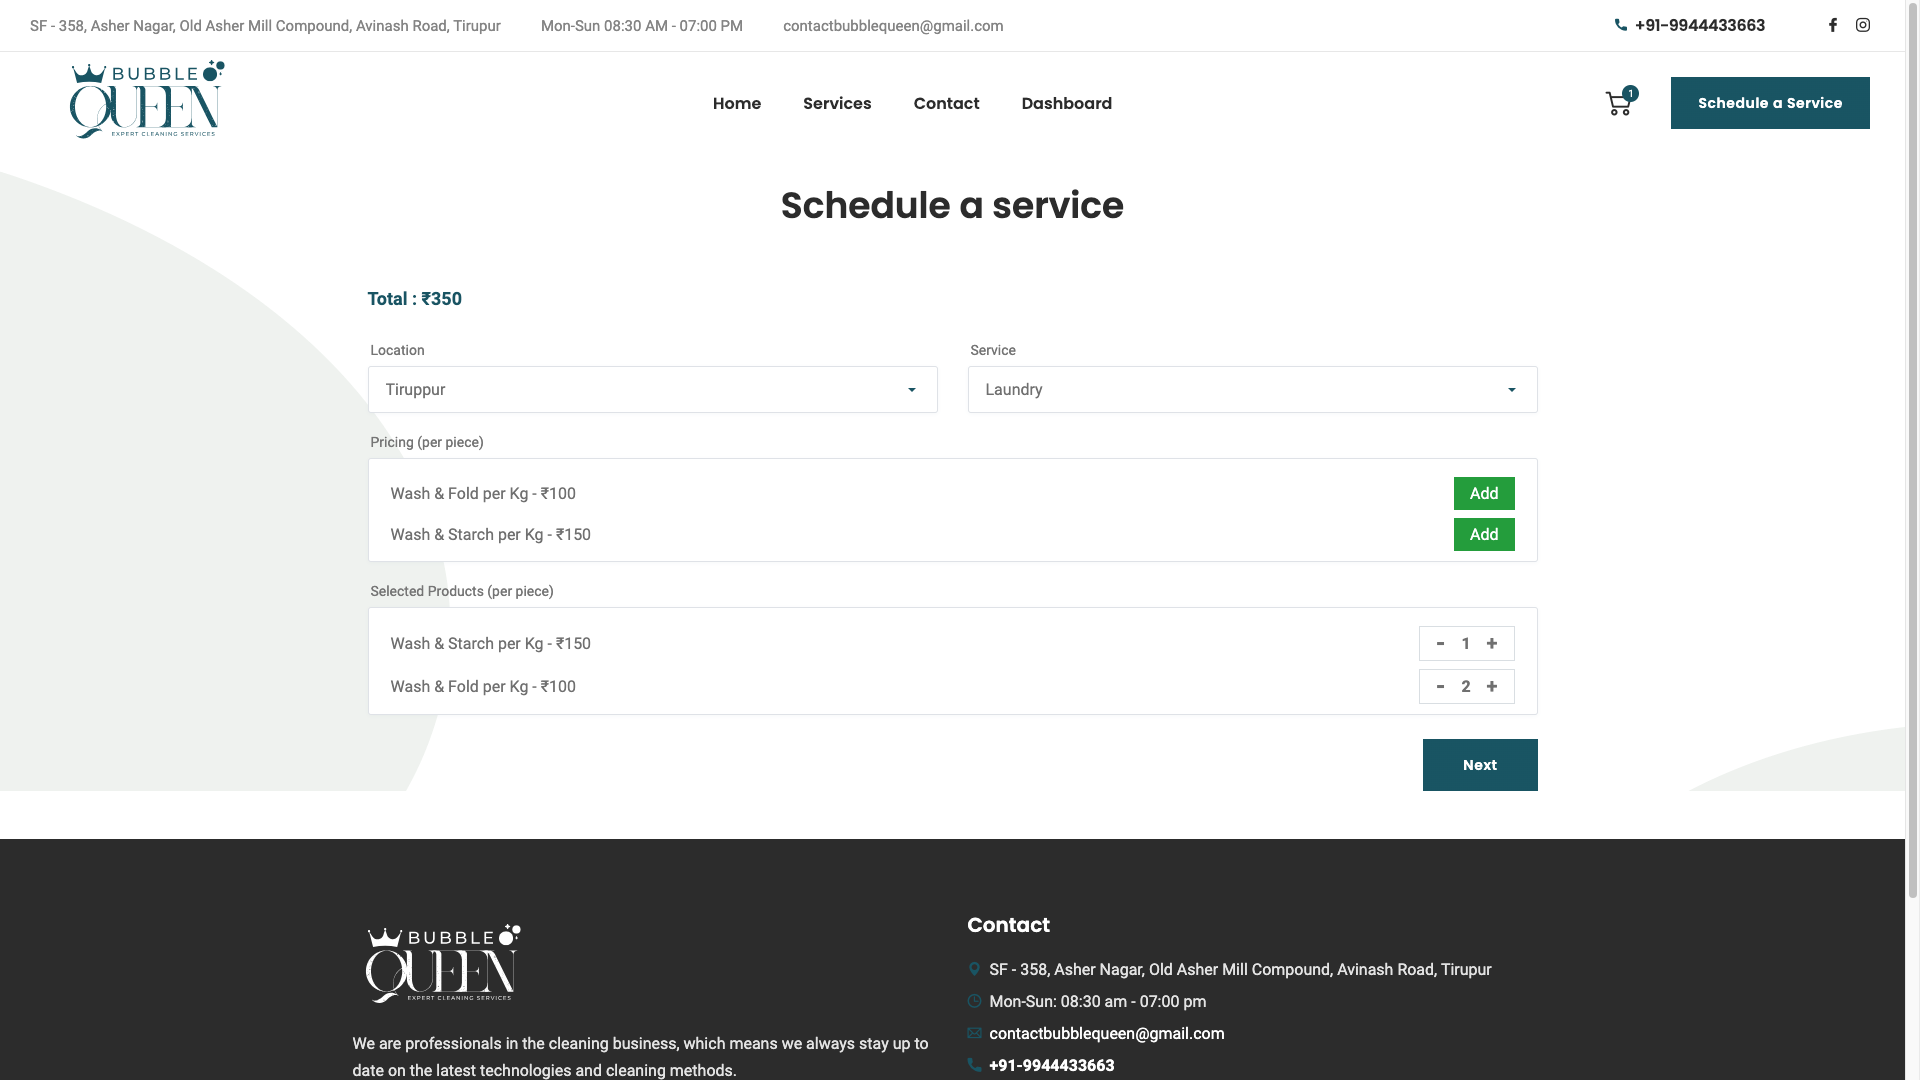 SF - 358, Asher Nagar, Old Asher Mill Compound, Avinash Road, Tirupur
Mon-Sun 08:30 AM - 07:00 PM
contactbubblequeen@gmail.com
+91-9944433663
BUBBLE
QUEEN
EXPERT CLEANING SERVICES
Home
Services
Contact
Dashboard
1
Schedule a Service
Schedule a service
Total : ₹350
Location
Service
Tiruppur
Laundry
Pricing (per piece)
Wash & Fold per Kg - ₹100
Add
Wash & Starch per Kg - ₹150
Add
Selected Products (per piece)
Wash & Starch per Kg - ₹150
- 1 +
Wash & Fold per Kg - ₹100
- 2 +
Next
BUBBLE
QUEEN
EXPERT CLEANING SERVICES
We are professionals in the cleaning business, which means we always stay up to
date on the latest technologies and cleaning methods.
Contact
SF - 358, Asher Nagar, Old Asher Mill Compound, Avinash Road, Tirupur
Mon-Sun: 08:30 am - 07:00 pm
contactbubblequeen@gmail.com
+91-9944433663